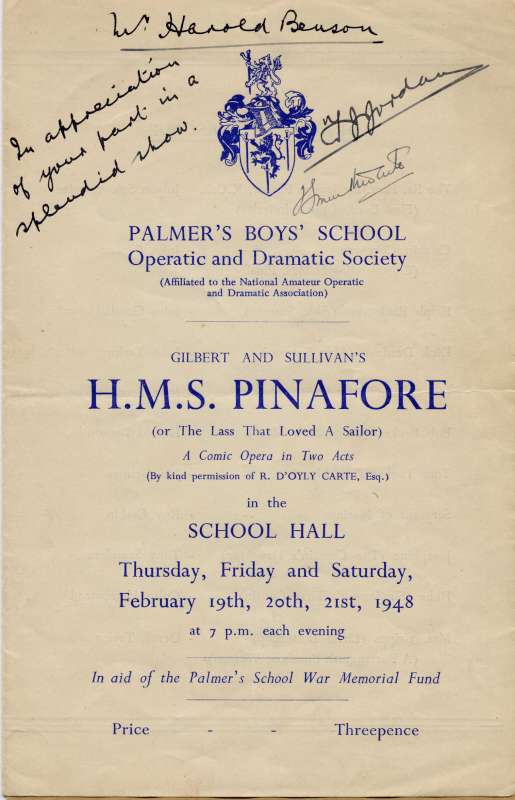 Mr Harold Benson
In appreciation
of your part in a
splendid show.
Jordan
PALMER'S BOYS' SCHOOL
Operatic and Dramatic Society
(Affiliated to the National Amateur Operatic
and Dramatic Association)
GILBERT AND SULLIVAN'S
H.M.S. PINAFORE
(or The Lass That Loved A Sailor)
A Comic Opera in Two Acts
(By kind permission of R. D'OYLY CARTE, Esq.)
in the
SCHOOL HALL
Thursday, Friday and Saturday,
February 19th, 20th, 21st, 1948
at 7 p.m. each evening
In aid of the Palmer's School War Memorial Fund
Price - - Threepence